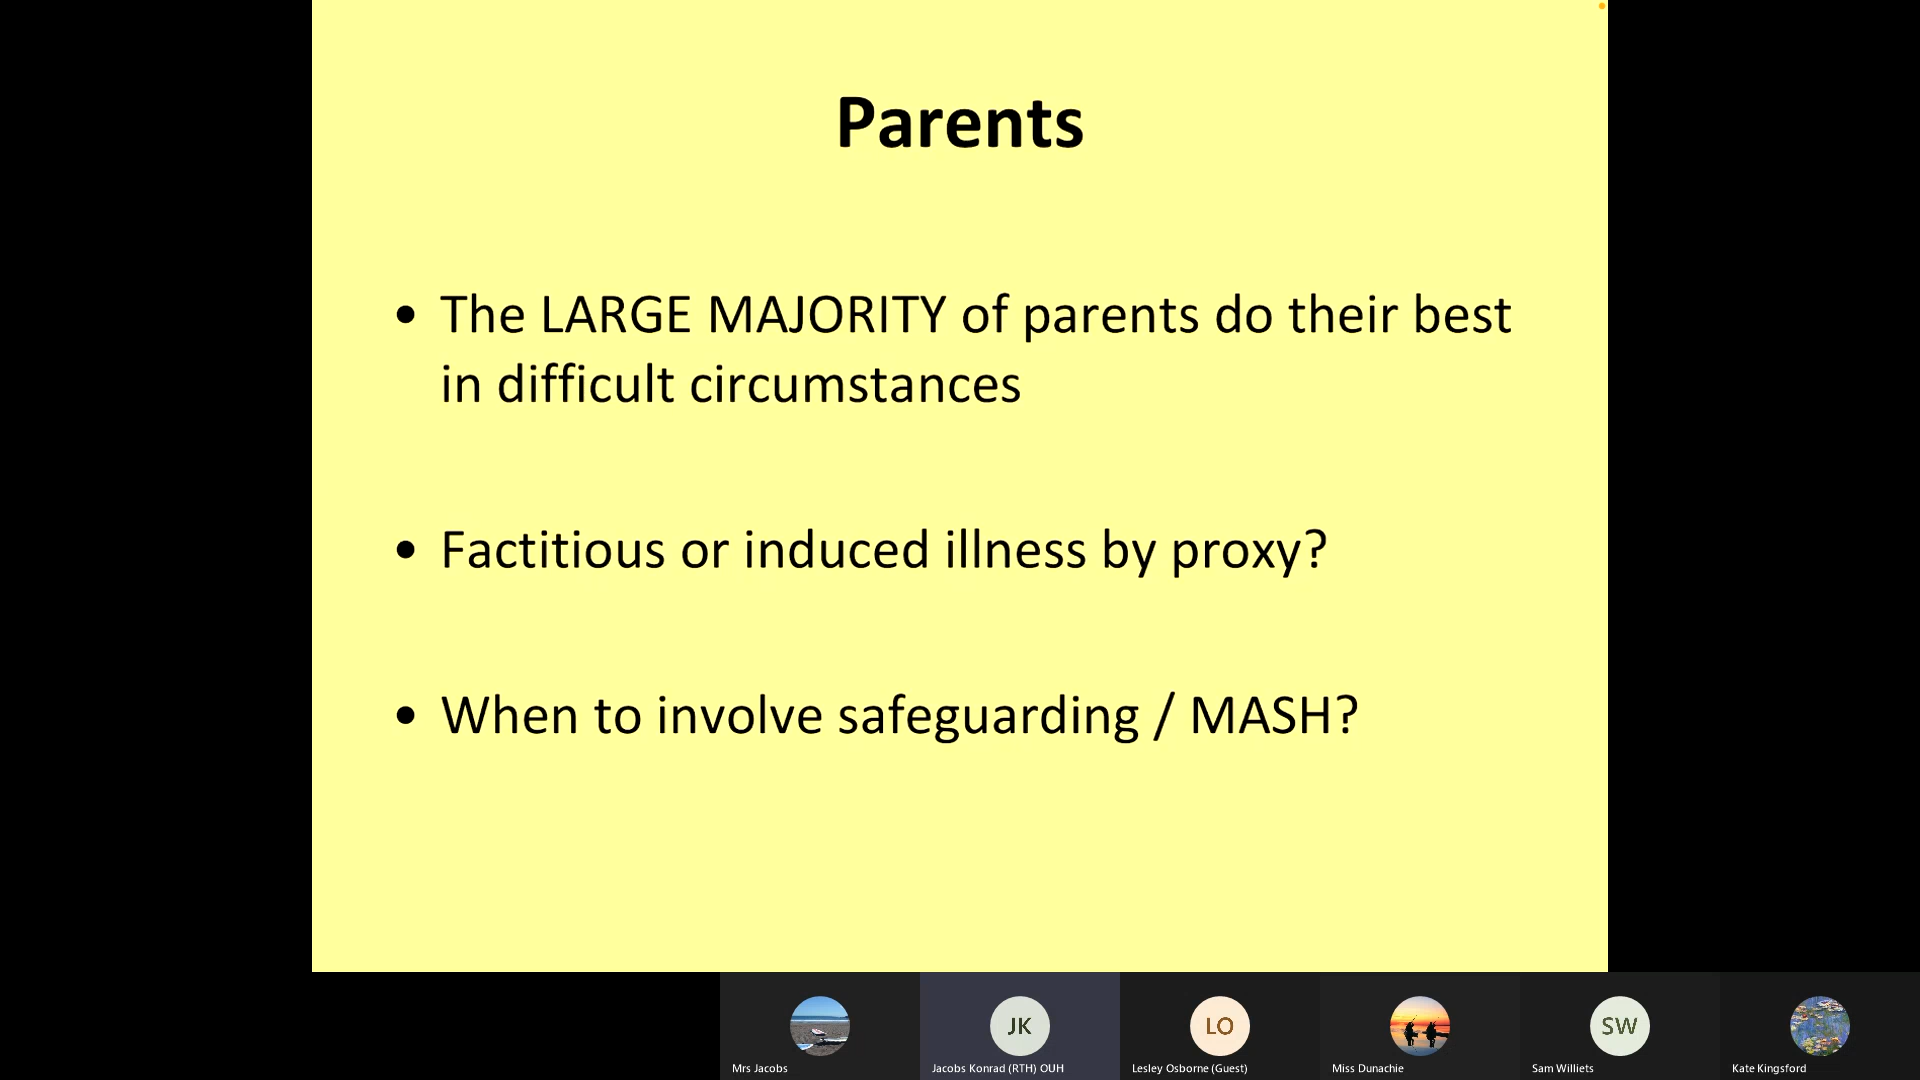 Parents
• The LARGE MAJORITY of parents do their best
in difficult circumstances
• Factitious or induced illness by proxy?
• When to involve safeguarding / MASH?
JK
LO
SW
Mrs Jacobs
Jacobs Konrad (RTH) OUH
Lesley Osborne (Guest)
Miss Dunachie
Sam Williets
Kate Kingsford